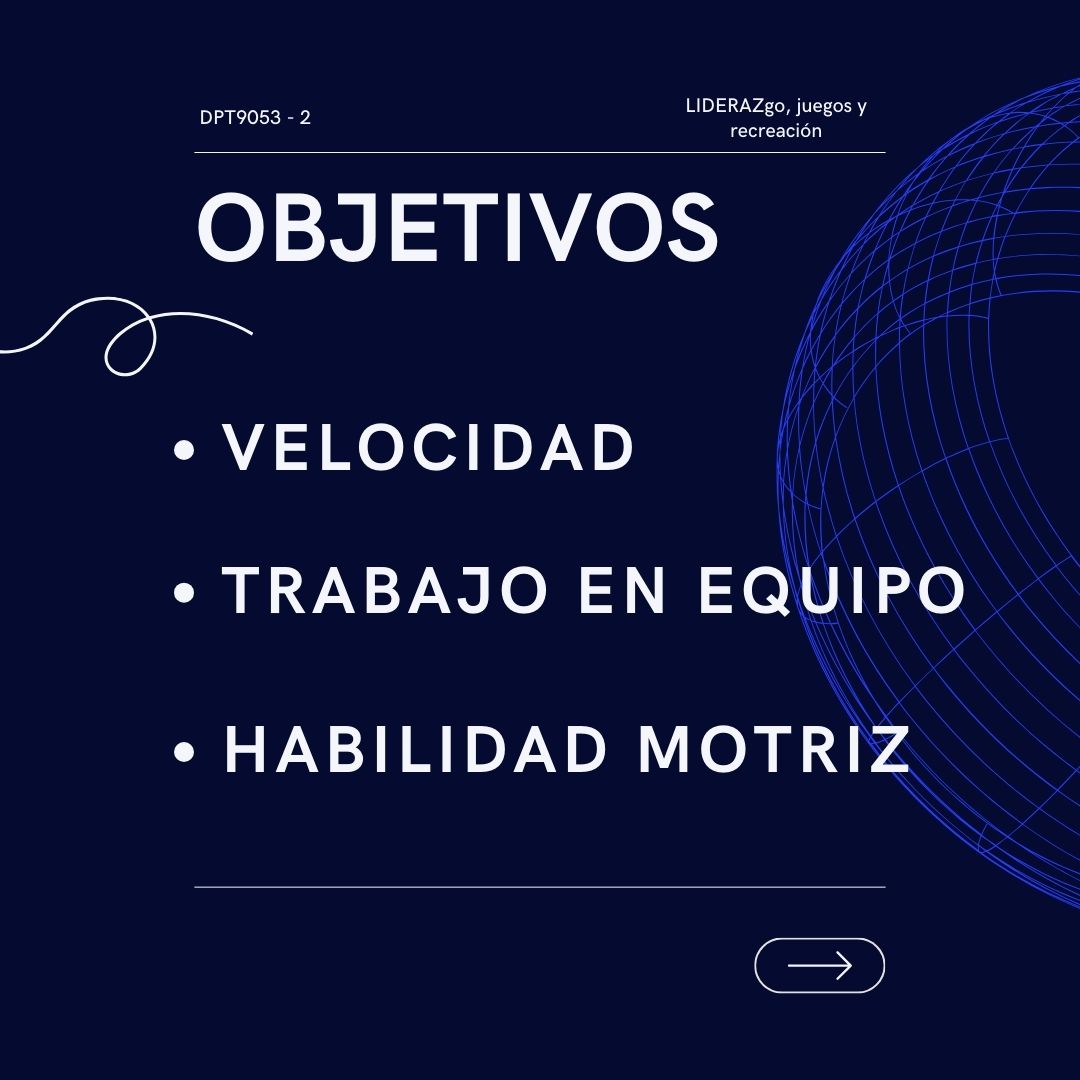 DPT9053 - 2
LIDERAZgo, juegos y
recreación
OBJETIVOS
• VELOCIDAD
• TRABAJO EN EQUIPO
• HABILIDAD MOTRIZ